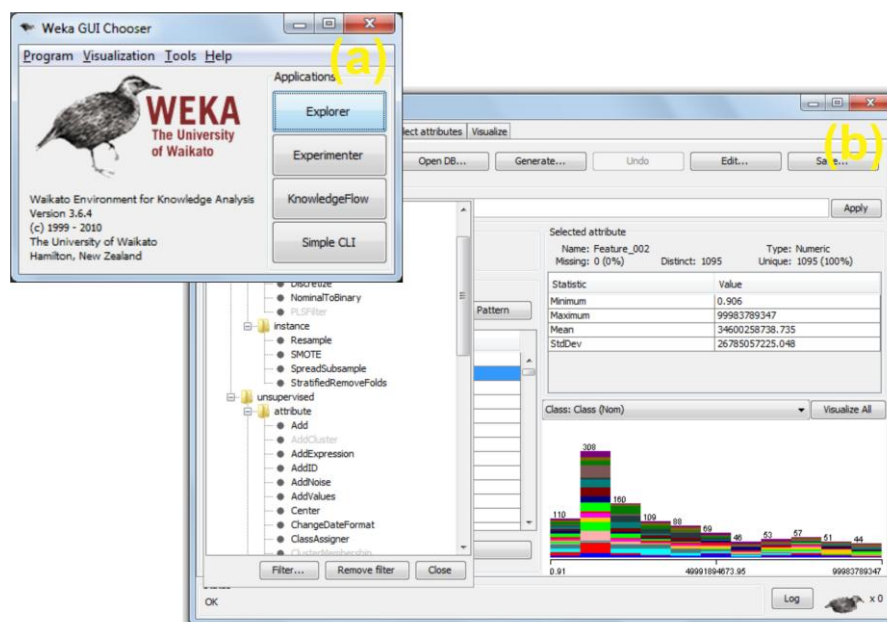 Weka GUI Chooser
(a)
Program Visualization Tools Help
Applications
WEKA
The University
of Waikato
Explorer
Experimenter
KnowledgeFlow
Simple CLI
Waikato Environment for Knowledge Analysis
Version 3.6.4
(c) 1999 - 2010
The University of Waikato
Hamilton, New Zealand
(b)
attributes Visualize
Open DB... Generate... Undo Edit... Save...
Apply
Selected attribute
Name: Feature_002 Type: Numeric
Missing: 0 (0%) Distinct: 1095 Unique: 1095 (100%)
Statistic Value
Minimum 0.906
Maximum 99983789347
Mean 34600258738.735
StdDev 26785057225.048
Discretize
NominalToBinary
PLSFilter
instance
Resample
SMOTE
SpreadSubsample
StratifiedRemoveFolds
unsupervised
attribute
Add
AddCluster
AddExpression
AddID
AddNoise
AddValues
Center
ChangeDateFormat
ClassAssigner
ClusterMembership
Filter... Remove filter Close
Pattern
Class: Class (Nom) Visualize All
110 308 160 109 88 69 46 53 57 51 44
0.91 49991894673.95 99983789347
OK
Log x 0